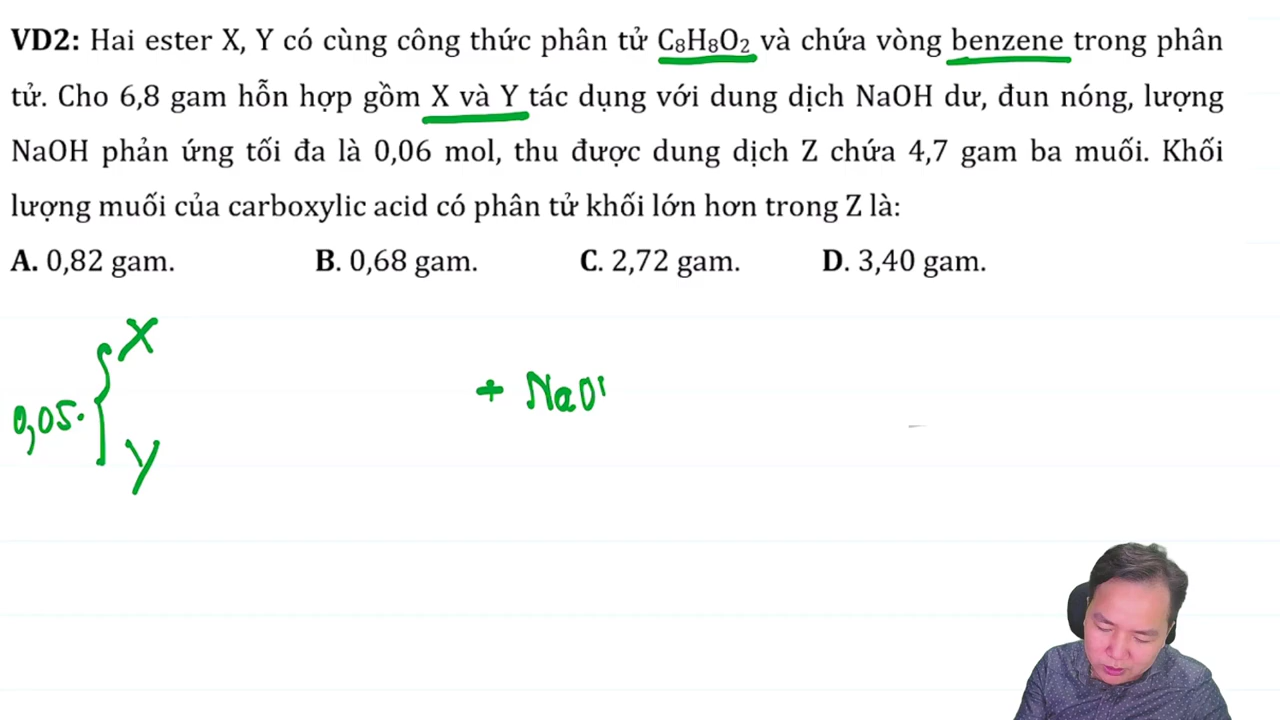 VD2: Hai ester X, Y có cùng công thức phân tử C₈H₈O₂ và chứa vòng benzene trong phân
tử. Cho 6,8 gam hỗn hợp gồm X và Y tác dụng với dung dịch NaOH dư, đun nóng, lượng
NaOH phản ứng tối đa là 0,06 mol, thu được dung dịch Z chứa 4,7 gam ba muối. Khối
lượng muối của carboxylic acid có phân tử khối lớn hơn trong Z là:
A. 0,82 gam. B. 0,68 gam. C. 2,72 gam. D. 3,40 gam.
X
+ NaO
0,05.
Y